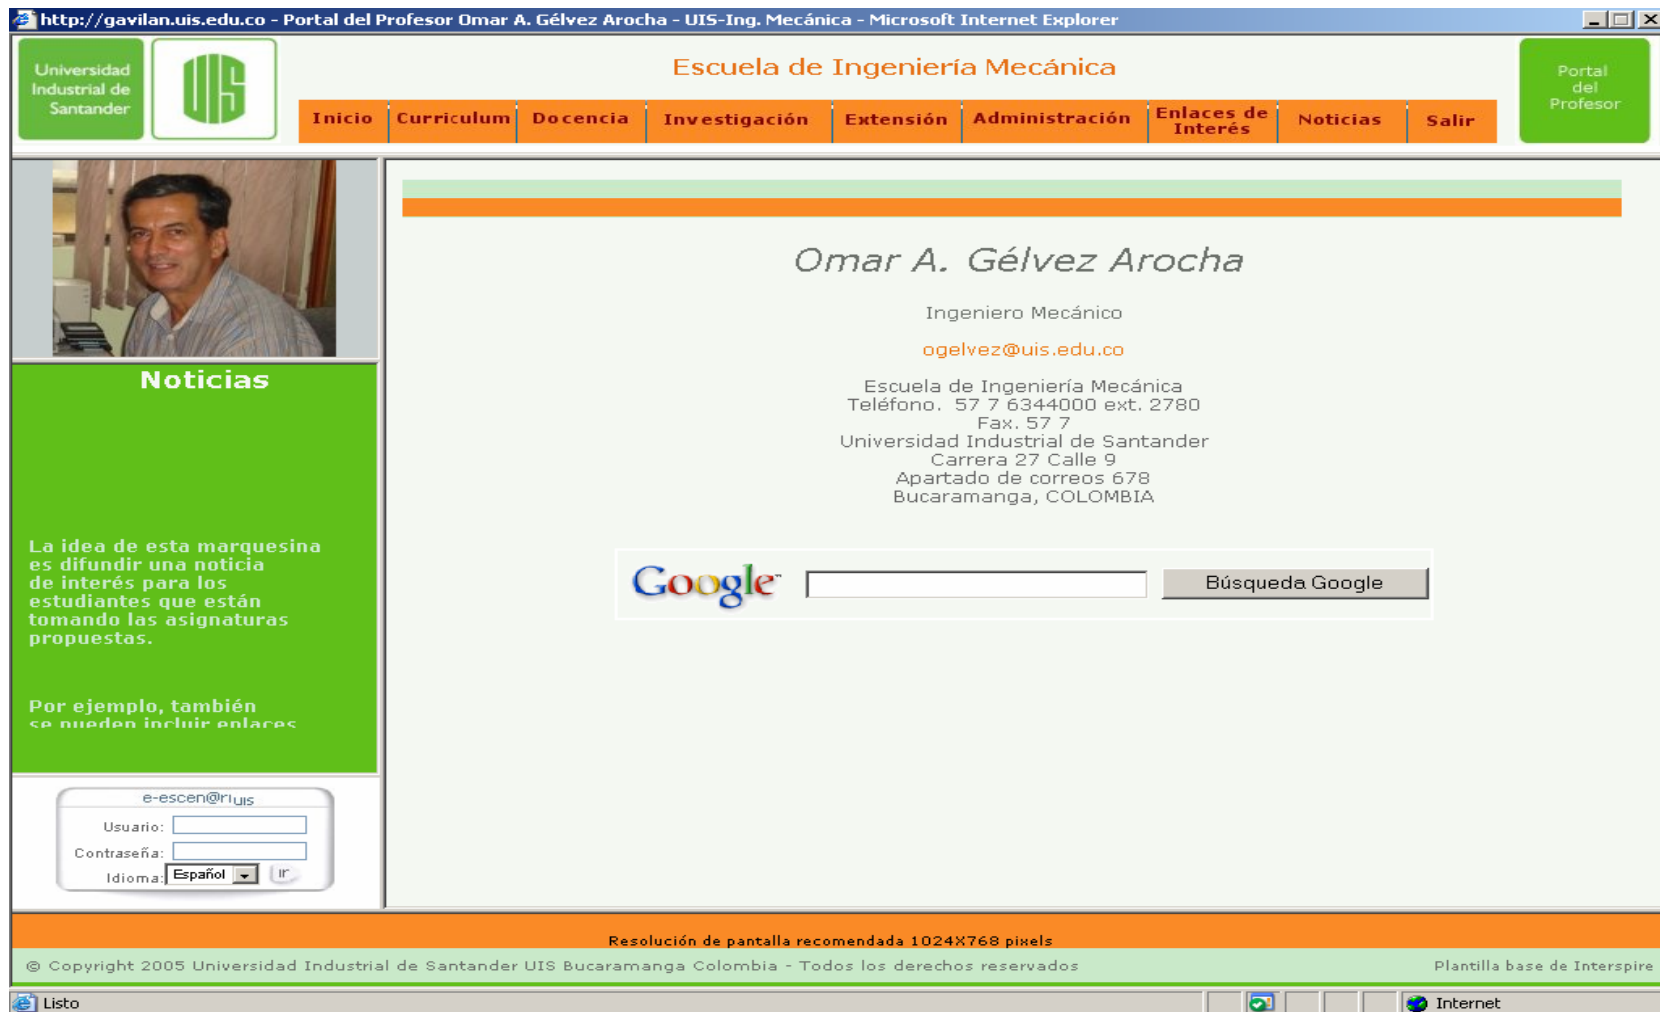 http://gavilan.uis.edu.co - Portal del Profesor Omar A. Gélvez Arocha - UIS-Ing. Mecánica - Microsoft Internet Explorer
Universidad
Industrial de
Santander
UIS
Escuela de Ingeniería Mecánica
Portal
del
Profesor
Inicio Curriculum Docencia Investigación Extensión Administración Enlaces de Interés Noticias Salir
Omar A. Gélvez Arocha
Ingeniero Mecánico
ogelvez@uis.edu.co
Escuela de Ingeniería Mecánica
Teléfono. 57 7 6344000 ext. 2780
Fax. 57 7
Universidad Industrial de Santander
Carrera 27 Calle 9
Apartado de correos 678
Bucaramanga, COLOMBIA
Google™ Búsqueda Google
Noticias
La idea de esta marquesina
es difundir una noticia
de interés para los
estudiantes que están
tomando las asignaturas
propuestas.
Por ejemplo, también
se pueden incluir enlaces
e-escen@riuis
Usuario:
Contraseña:
Idioma: Español ir
Resolución de pantalla recomendada 1024X768 pixels
© Copyright 2005 Universidad Industrial de Santander UIS Bucaramanga Colombia - Todos los derechos reservados
Plantilla base de Interspire
Listo
Internet